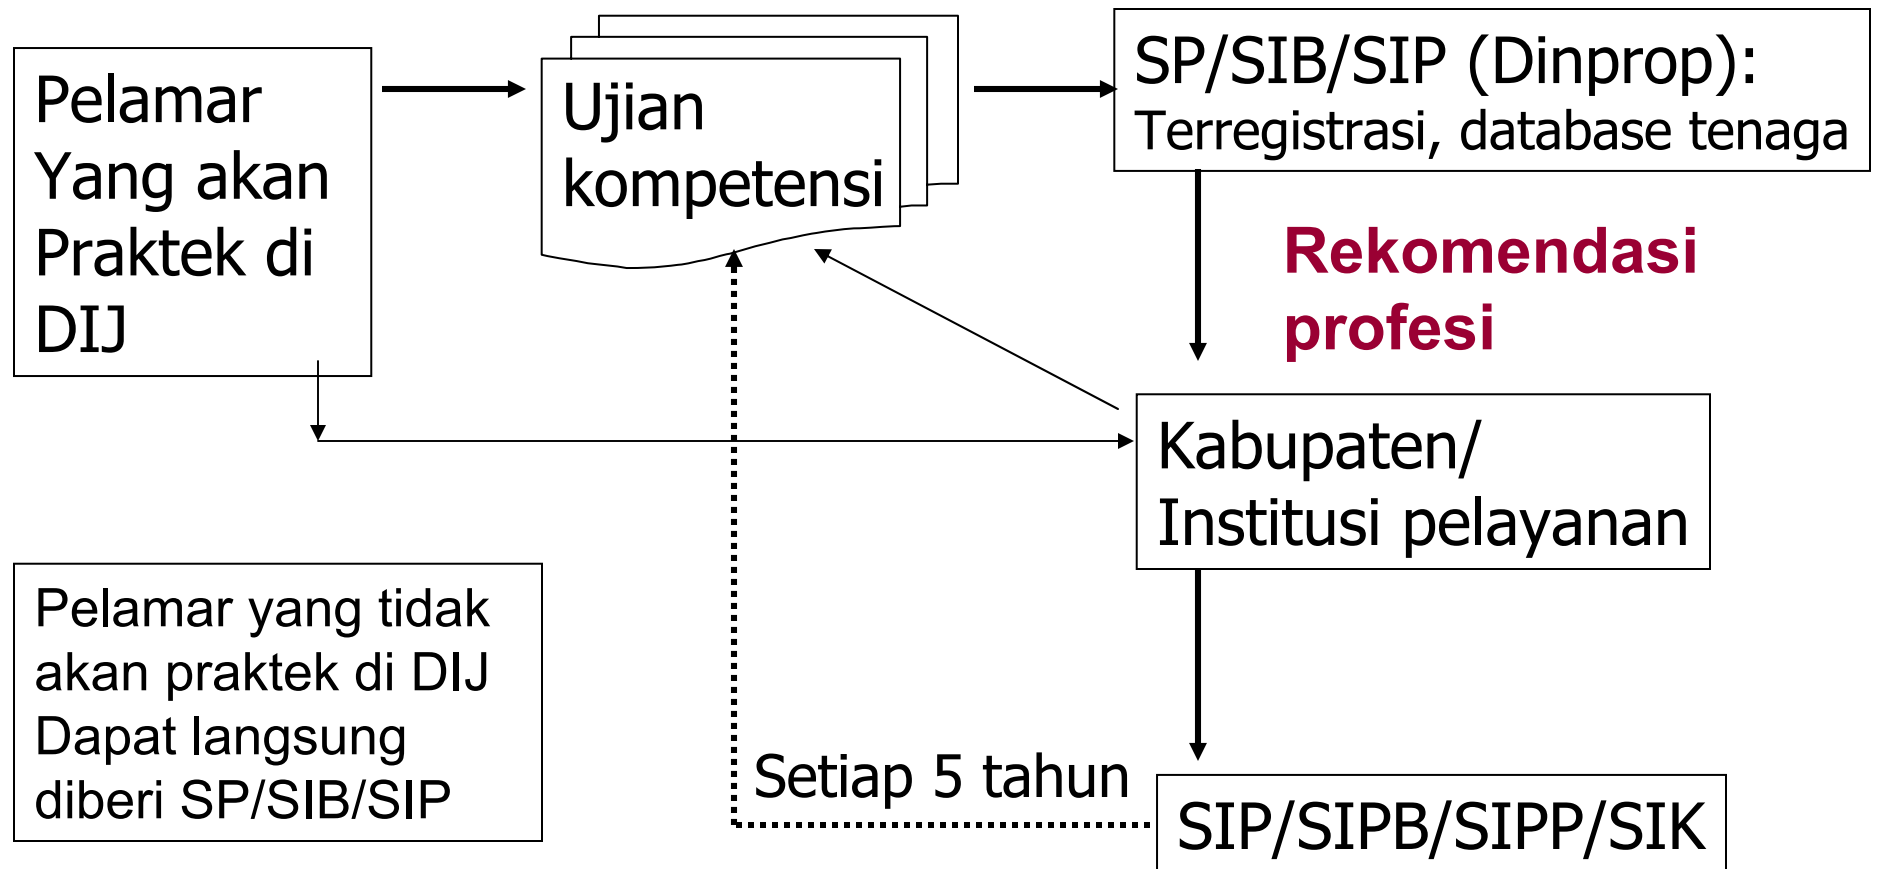 Pelamar
Yang akan
Praktek di
DIJ
Ujian
kompetensi
SP/SIB/SIP (Dinprop):
Terregistrasi, database tenaga
Rekomendasi
profesi
Kabupaten/
Institusi pelayanan
Pelamar yang tidak
akan praktek di DIJ
Dapat langsung
diberi SP/SIB/SIP
Setiap 5 tahun
SIP/SIPB/SIPP/SIK